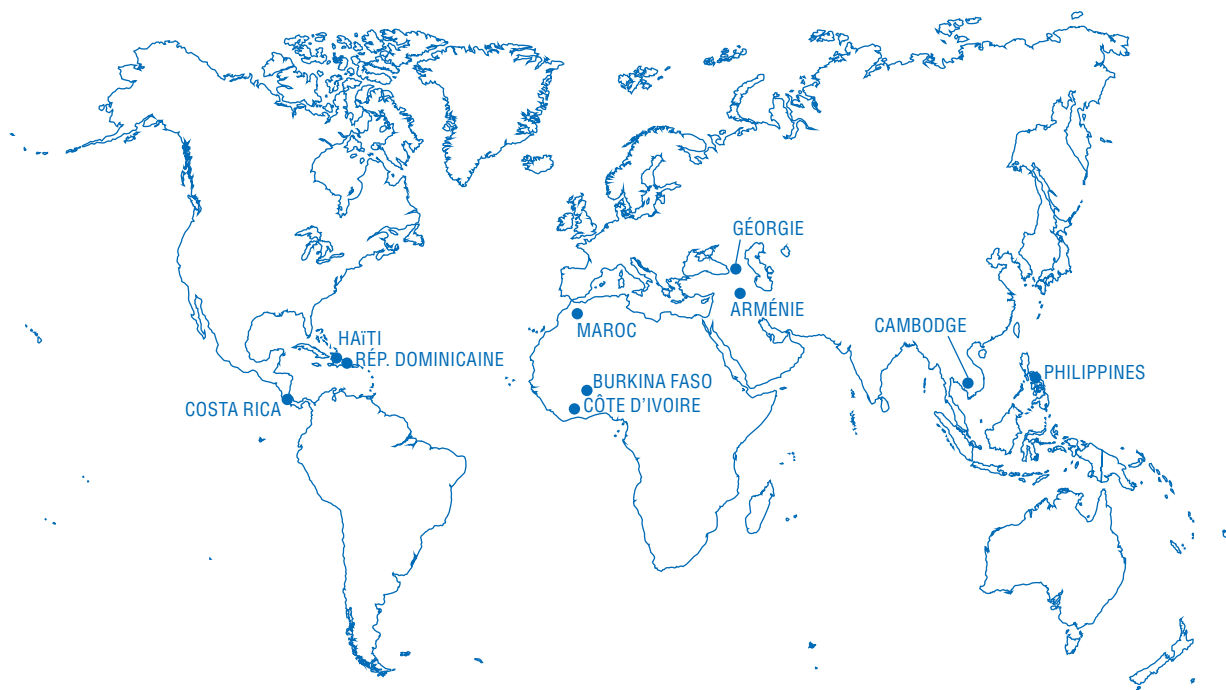 GÉORGIE
ARMÉNIE
MAROC
CAMBODGE
HAïTI
RÉP. DOMINICAINE
PHILIPPINES
BURKINA FASO
COSTA RICA
CÔTE D'IVOIRE